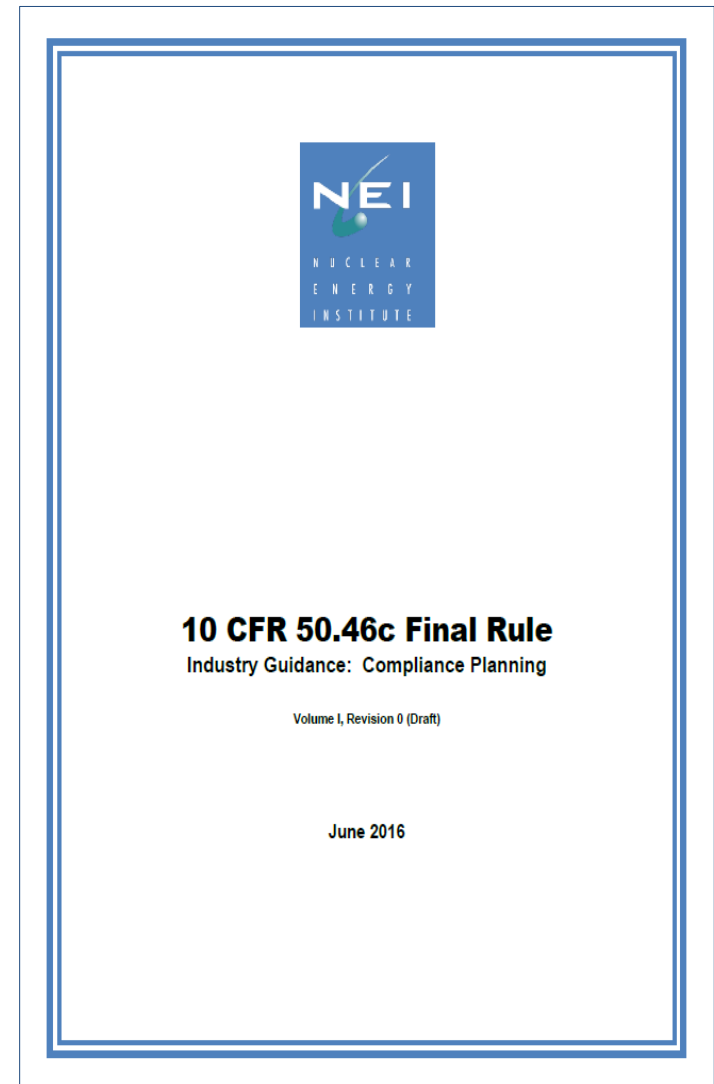 NEI
NUCLEAR
ENERGY
INSTITUTE
10 CFR 50.46c Final Rule
Industry Guidance:  Compliance Planning
Volume I, Revision 0 (Draft)
June 2016